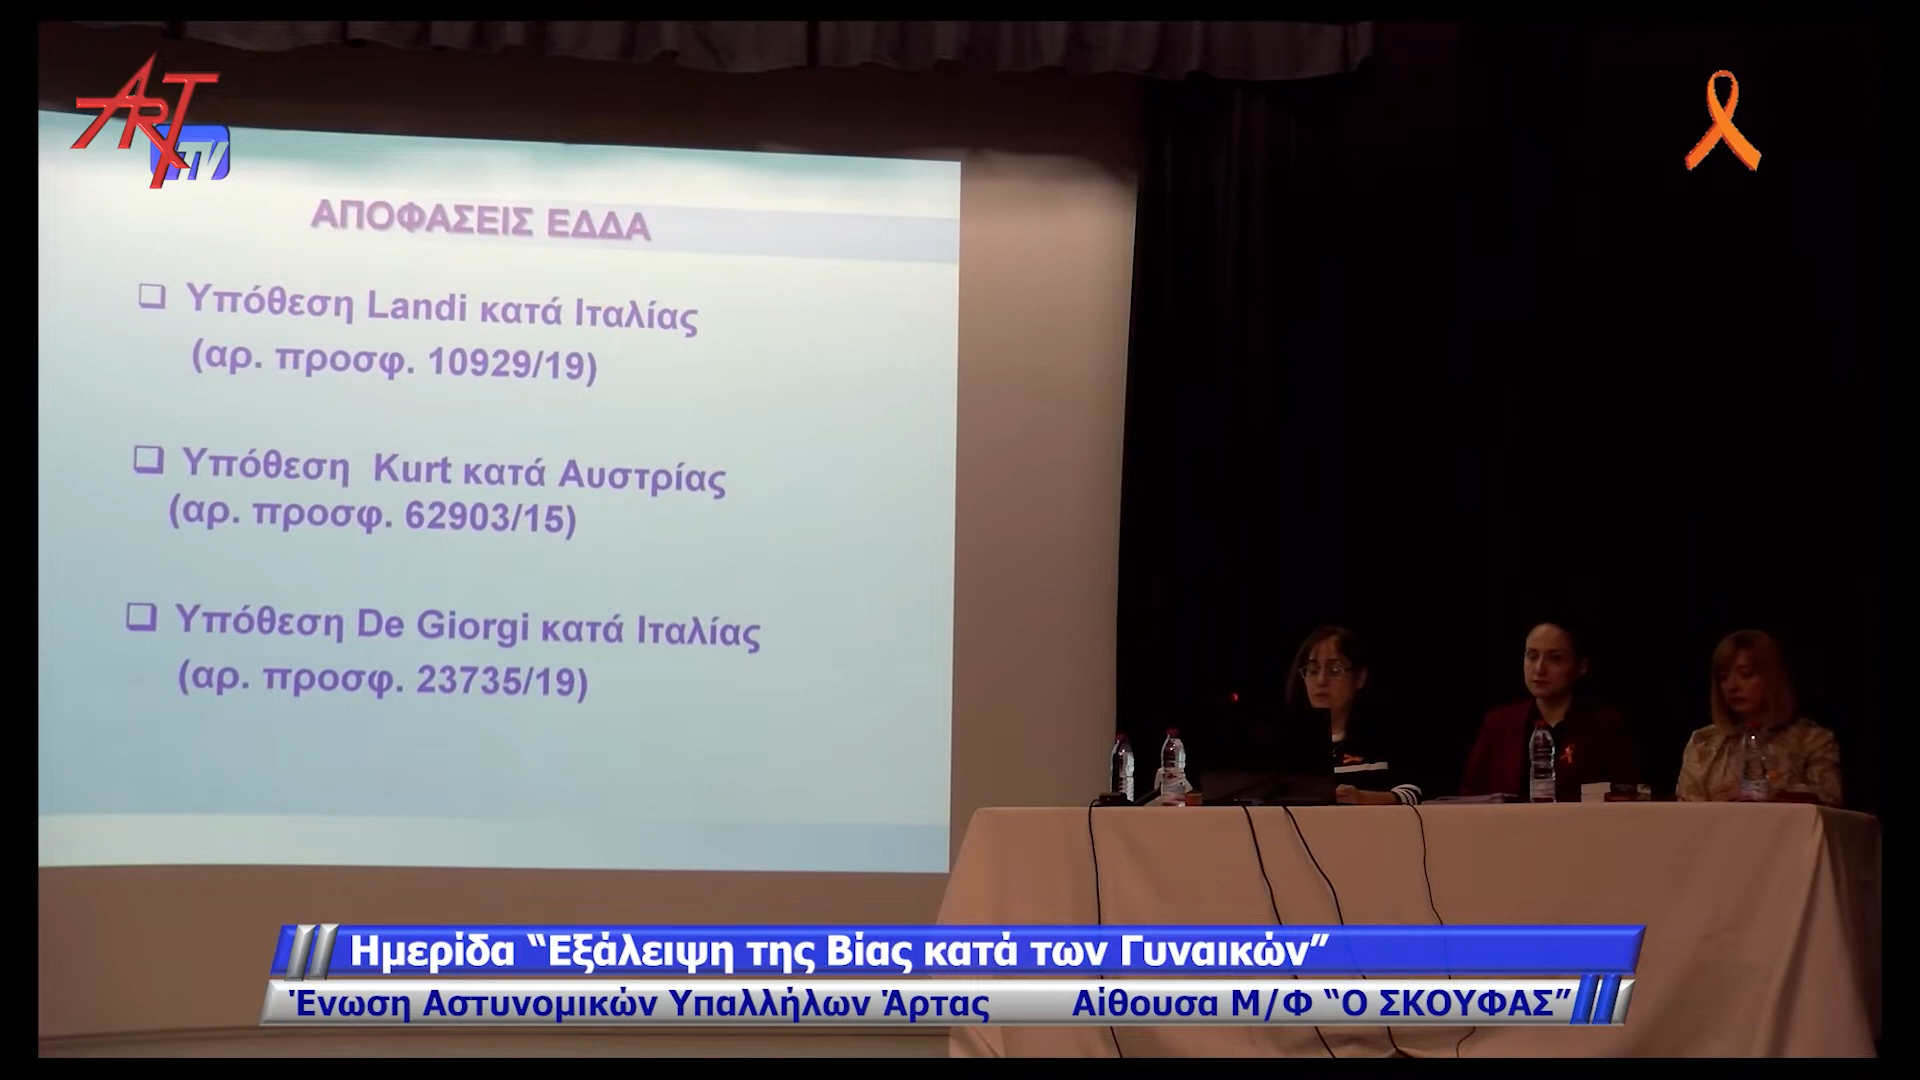 ART TV
ΑΠΟΦΑΣΕΙΣ ΕΔΔΑ
❑ Υπόθεση Landi κατά Ιταλίας
(αρ. προσφ. 10929/19)
❑ Υπόθεση Kurt κατά Αυστρίας
(αρ. προσφ. 62903/15)
❑ Υπόθεση De Giorgi κατά Ιταλίας
(αρ. προσφ. 23735/19)
Ημερίδα “Εξάλειψη της Βίας κατά των Γυναικών”
Ένωση Αστυνομικών Υπαλλήλων Άρτας Αίθουσα Μ/Φ “Ο ΣΚΟΥΦΑΣ”